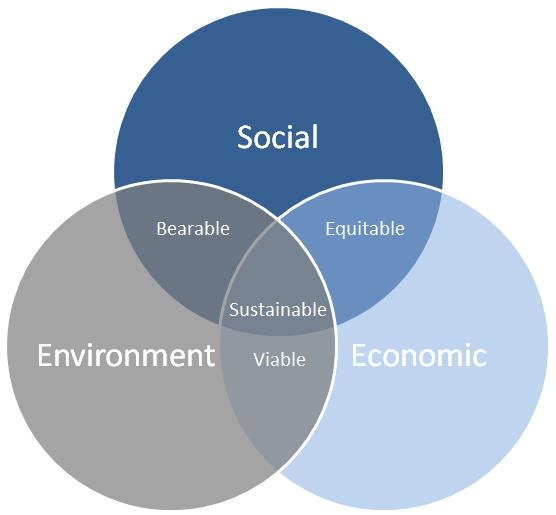 Social
Bearable
Equitable
Sustainable
Environment
Viable
Economic